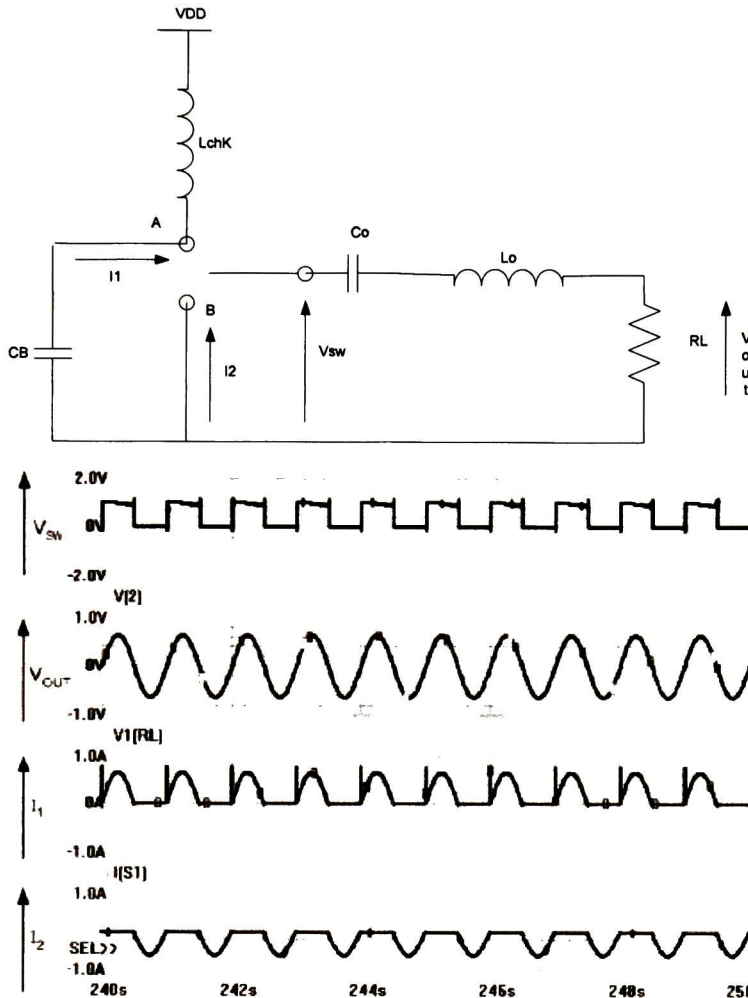 VDD
LchK
A
Co
Lo
I1
B
CB
I2
Vsw
RL
V
o
u
t
2.0V
VSW
0V
-2.0V
V[2]
1.0V
VOUT
0V
-1.0V
V1[RL]
1.0A
I1
0A
-1.0A
I[S1]
1.0A
I2
SEL>>
-1.0A
240s 242s 244s 246s 248s